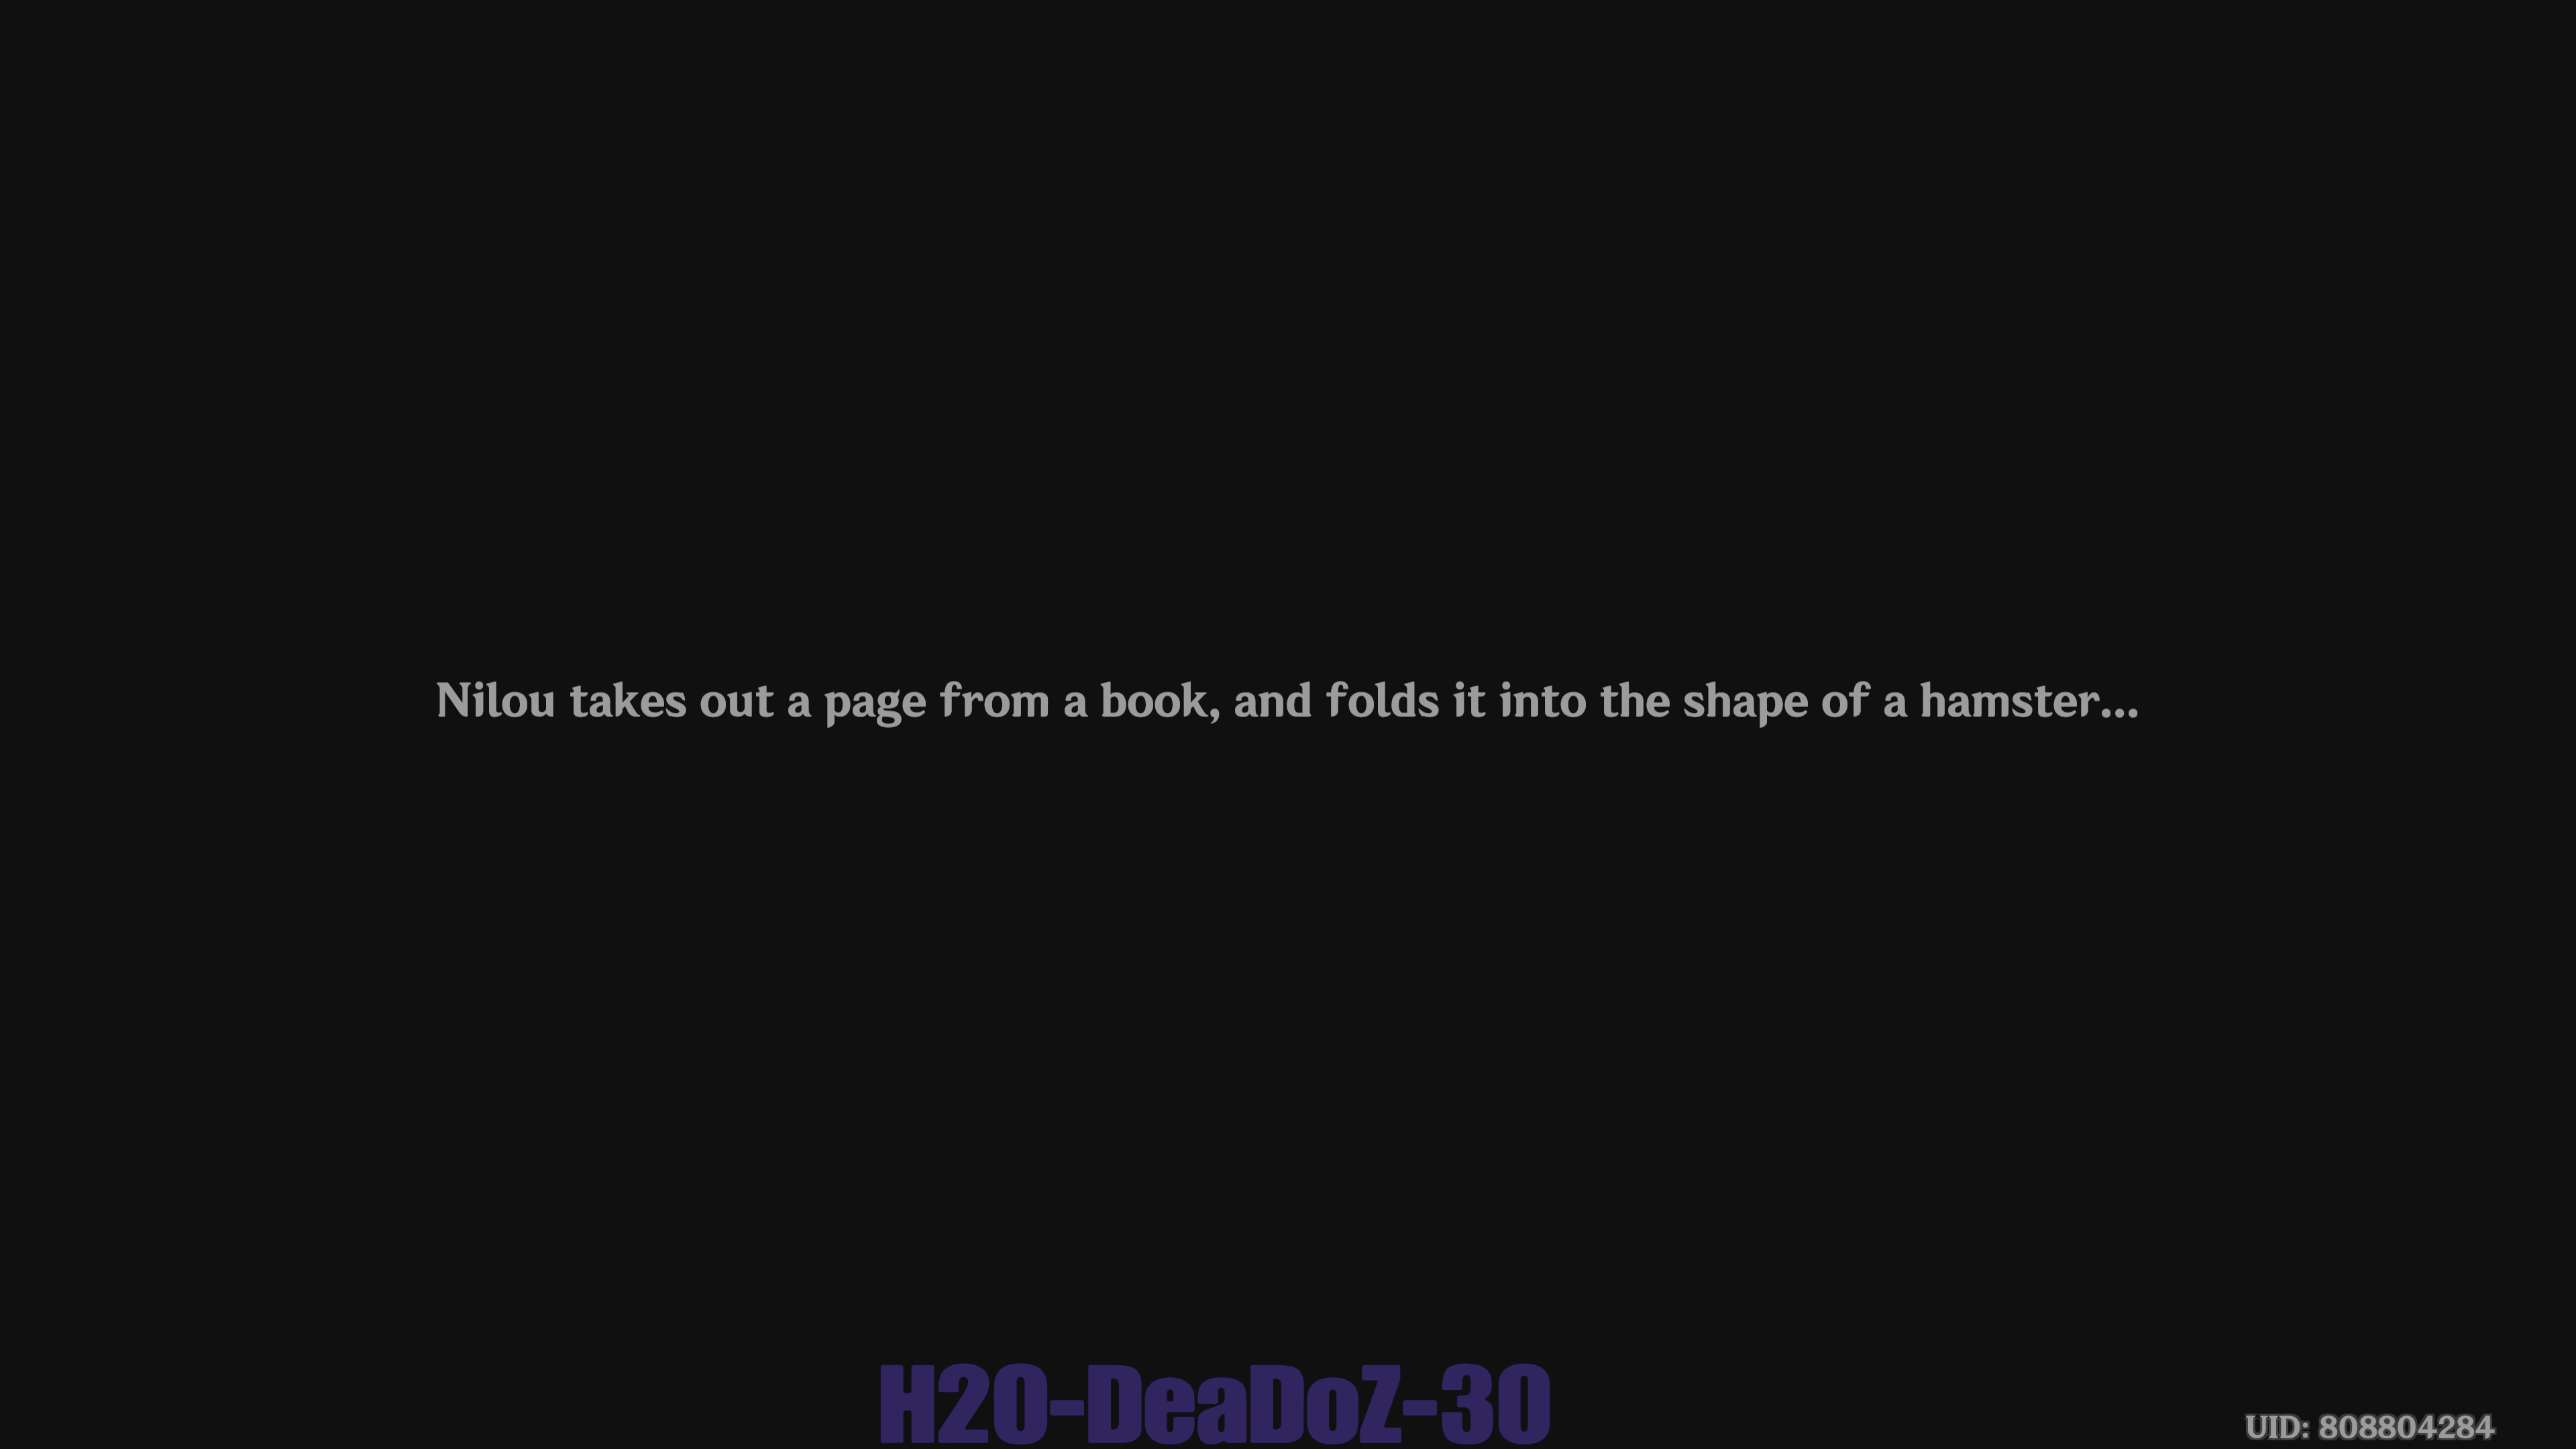 Nilou takes out a page from a book, and folds it into the shape of a hamster...
H2O-DeaDoZ-30
UID: 808804284